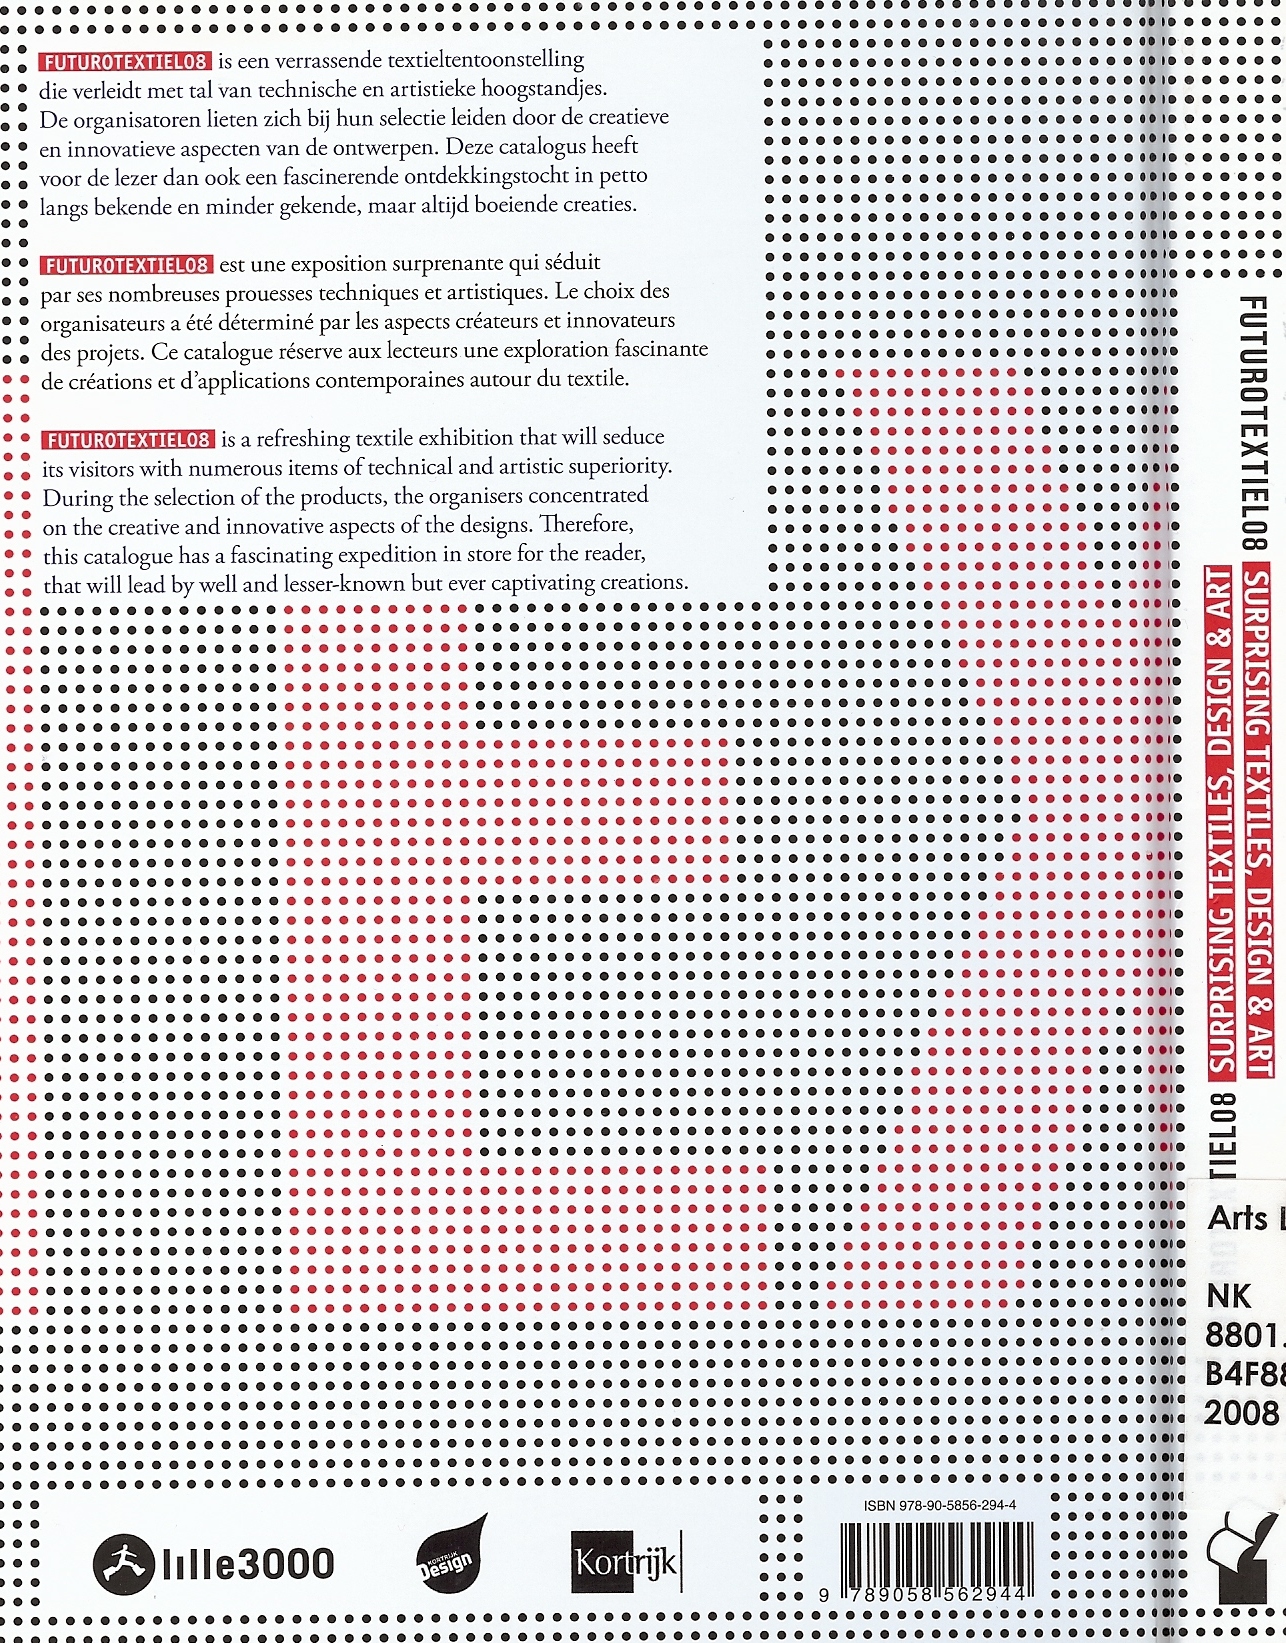 FUTUROTEXTIEL08 is een verrassende textieltentoonstelling
die verleidt met tal van technische en artistieke hoogstandjes.
De organisatoren lieten zich bij hun selectie leiden door de creatieve
en innovatieve aspecten van de ontwerpen. Deze catalogus heeft
voor de lezer dan ook een fascinerende ontdekkingstocht in petto
langs bekende en minder gekende, maar altijd boeiende creaties.
FUTUROTEXTIEL08 est une exposition surprenante qui séduit
par ses nombreuses prouesses techniques et artistiques. Le choix des
organisateurs a été déterminé par les aspects créateurs et innovateurs
des projets. Ce catalogue réserve aux lecteurs une exploration fascinante
de créations et d'applications contemporaines autour du textile.
FUTUROTEXTIEL08 is a refreshing textile exhibition that will seduce
its visitors with numerous items of technical and artistic superiority.
During the selection of the products, the organisers concentrated
on the creative and innovative aspects of the designs. Therefore,
this catalogue has a fascinating expedition in store for the reader,
that will lead by well and lesser-known but ever captivating creations.
lille3000
KORTRIJK
Design
Kortrijk
ISBN 978-90-5856-294-4
9 789058 562944
FUTUROTEXTIEL08 SURPRISING TEXTILES, DESIGN & ART
TIEL08 SURPRISING TEXTILES, DESIGN & ART
Arts
NK
8801.
B4F88
2008